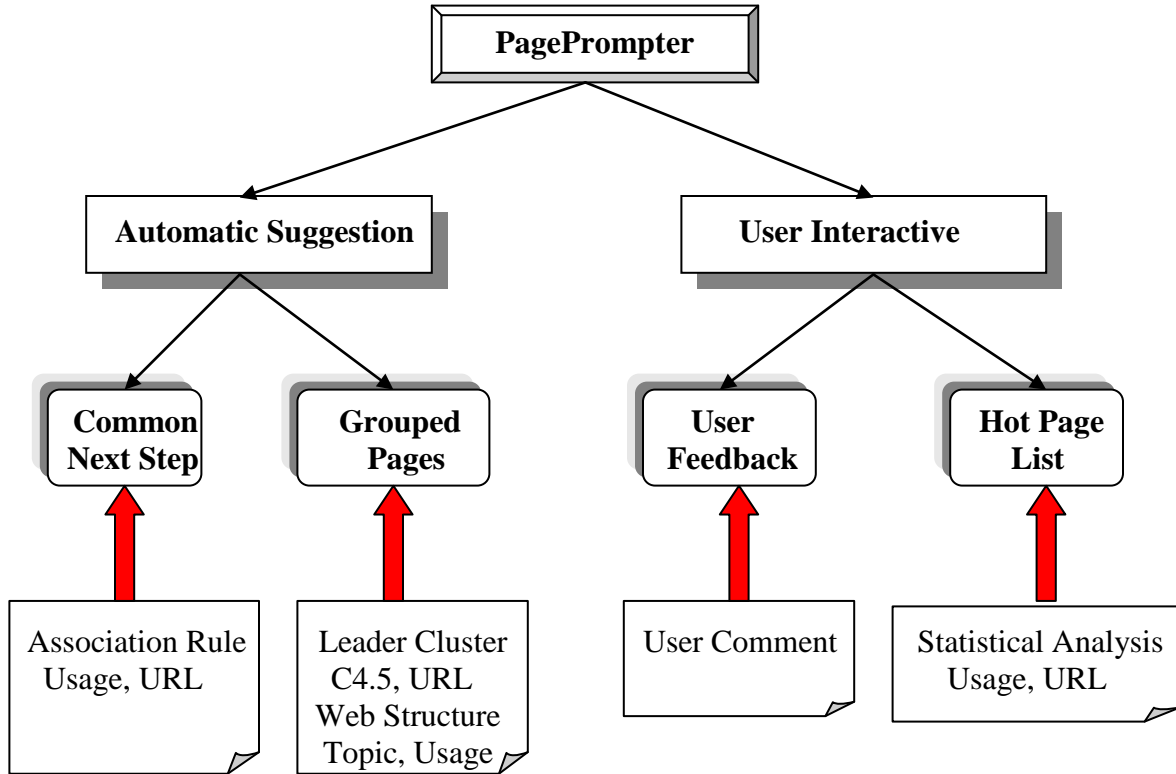 PagePrompter
Automatic Suggestion
User Interactive
Common
Next Step
Grouped
Pages
User
Feedback
Hot Page
List
Association Rule
Usage, URL
Leader Cluster
C4.5, URL
Web Structure
Topic, Usage
User Comment
Statistical Analysis
Usage, URL